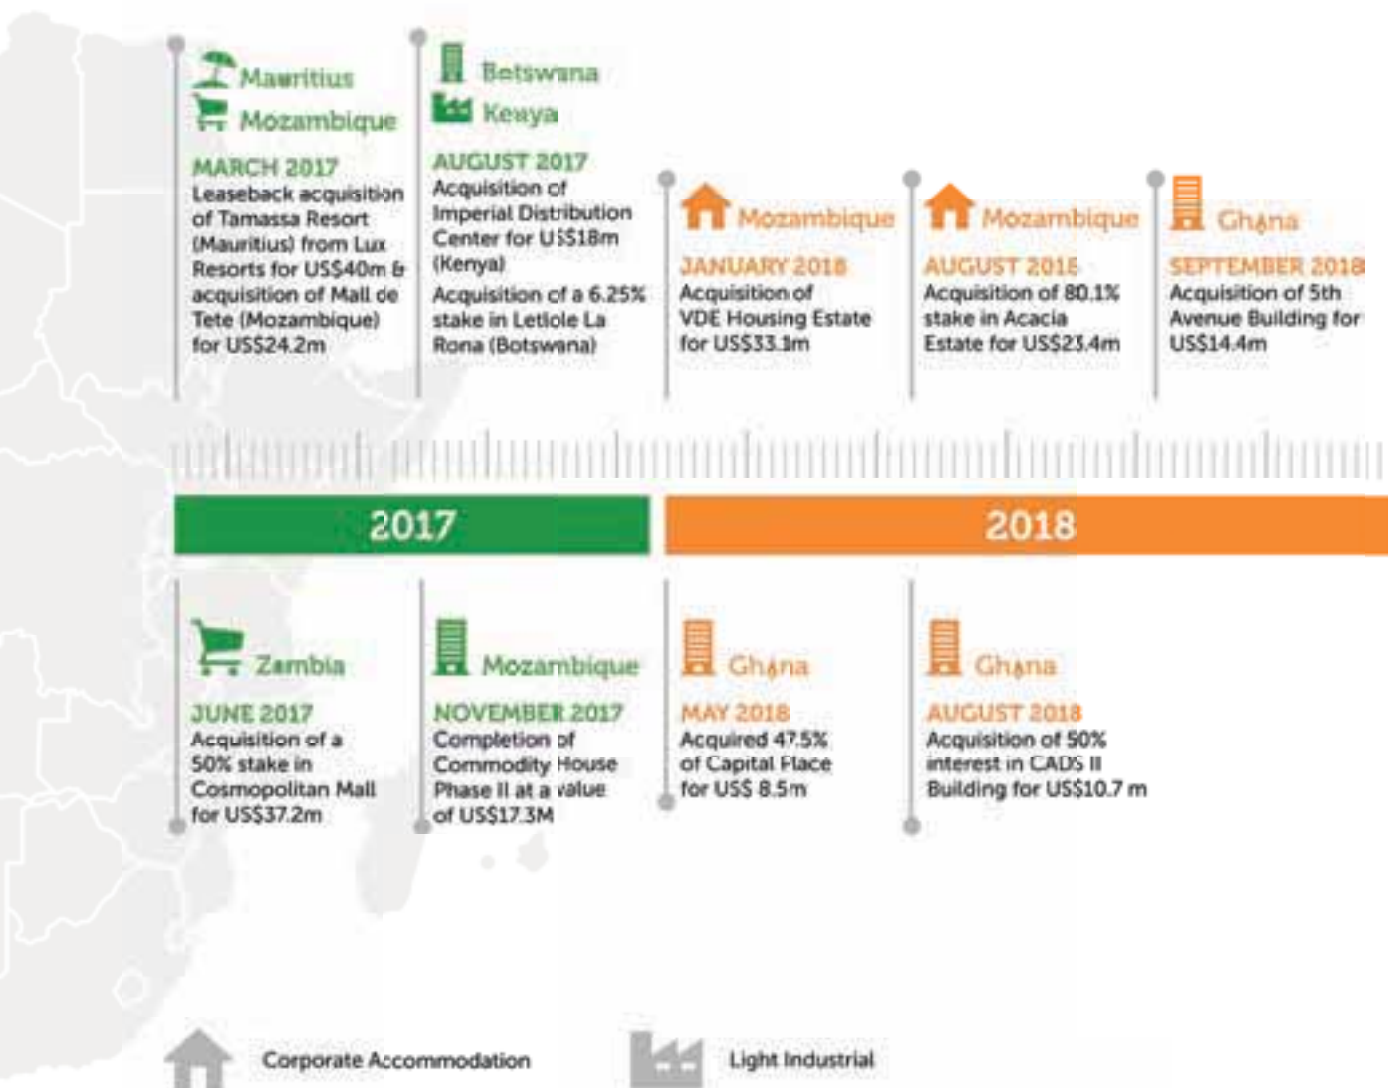 Mauritius
Mozambique
MARCH 2017
Leaseback acquisition
of Tamassa Resort
(Mauritius) from Lux
Resorts for US$40m &
acquisition of Mall de
Tete (Mozambique)
for US$24.2m
Botswana
Kenya
AUGUST 2017
Acquisition of
Imperial Distribution
Center for US$18m
(Kenya)
Acquisition of a 6.25%
stake in Letlole La
Rona (Botswana)
Mozambique
JANUARY 2018
Acquisition of
VDE Housing Estate
for US$33.1m
Mozambique
AUGUST 2018
Acquisition of 80.1%
stake in Acacia
Estate for US$23.4m
Ghana
SEPTEMBER 2018
Acquisition of 5th
Avenue Building for
US$14.4m
2017
2018
Zambia
JUNE 2017
Acquisition of a
50% stake in
Cosmopolitan Mall
for US$37.2m
Mozambique
NOVEMBER 2017
Completion of
Commodity House
Phase II at a value
of US$17.3M
Ghana
MAY 2018
Acquired 47.5%
of Capital Place
for US$ 8.5m
Ghana
AUGUST 2018
Acquisition of 50%
interest in CADS II
Building for US$10.7 m
Corporate Accommodation
Light Industrial